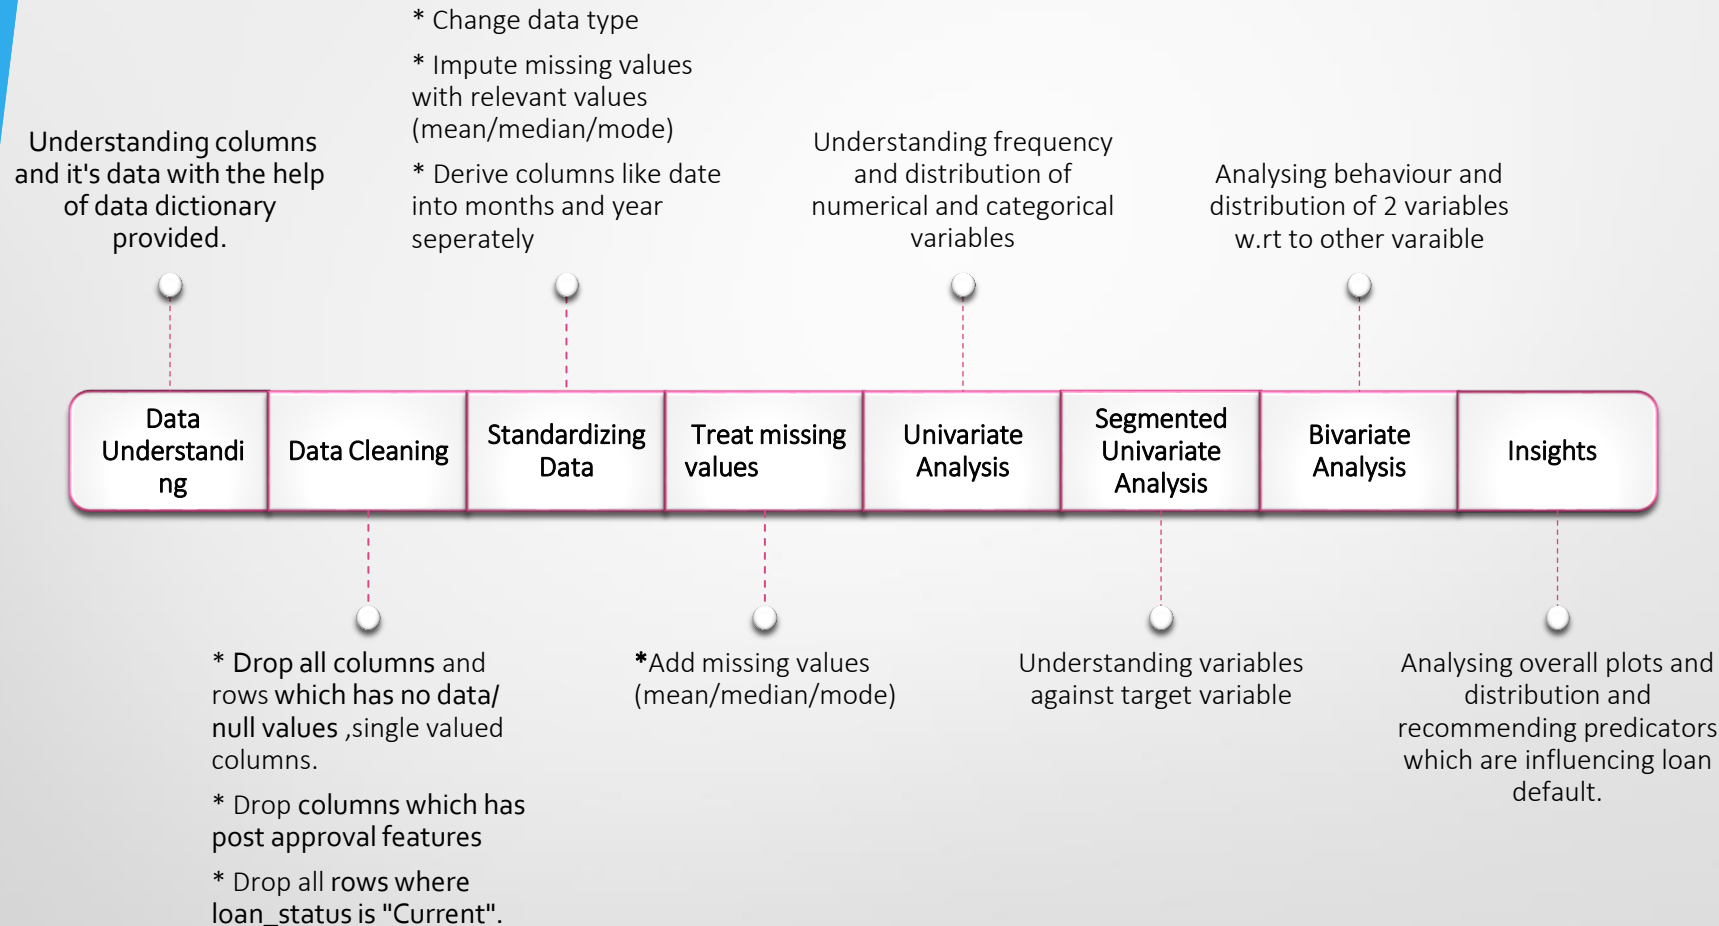 * Change data type
* Impute missing values
with relevant values
(mean/median/mode)
* Derive columns like date
into months and year
seperately
Understanding columns
and it's data with the help
of data dictionary
provided.
Understanding frequency
and distribution of
numerical and categorical
variables
Analysing behaviour and
distribution of 2 variables
w.rt to other varaible
Data
Understandi
ng
Data Cleaning
Standardizing
Data
Treat missing
values
Univariate
Analysis
Segmented
Univariate
Analysis
Bivariate
Analysis
Insights
* Drop all columns and
rows which has no data/
null values ,single valued
columns.
* Drop columns which has
post approval features
* Drop all rows where
loan_status is "Current".
*Add missing values
(mean/median/mode)
Understanding variables
against target variable
Analysing overall plots and
distribution and
recommending predicators
which are influencing loan
default.